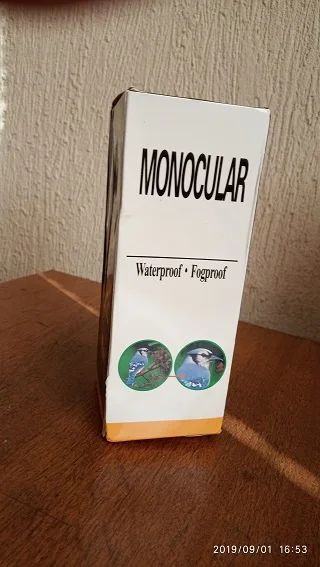 MONOCULAR
Waterproof • Fogproof
2019/09/01 16:53